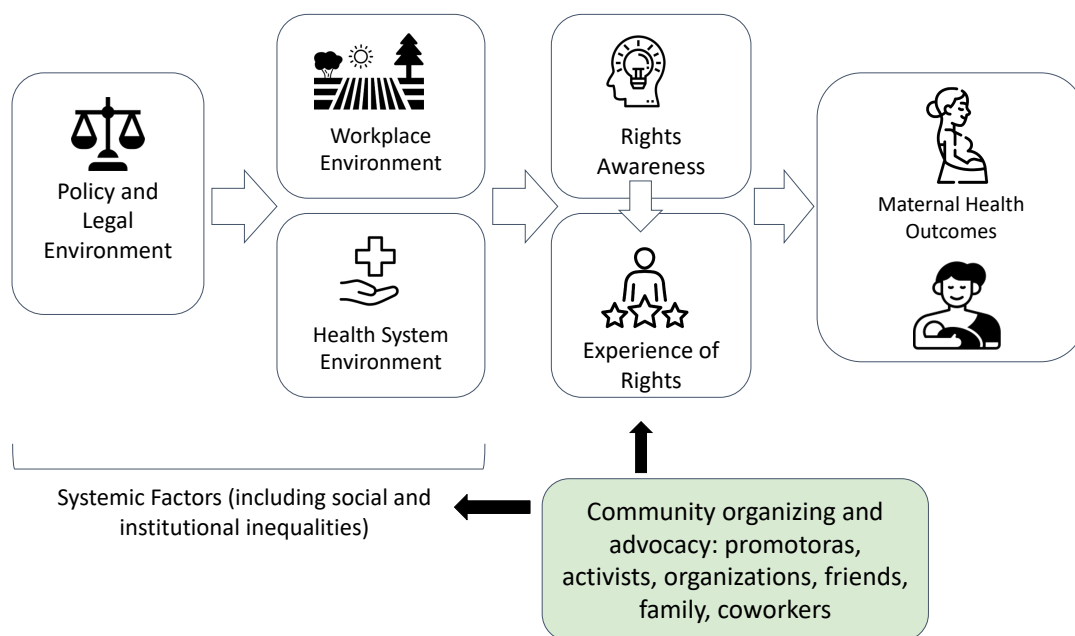 Policy and
Legal
Environment
Workplace
Environment
Health System
Environment
Rights
Awareness
Experience of
Rights
Maternal Health
Outcomes
Systemic Factors (including social and
institutional inequalities)
Community organizing and
advocacy: promotoras,
activists, organizations, friends,
family, coworkers